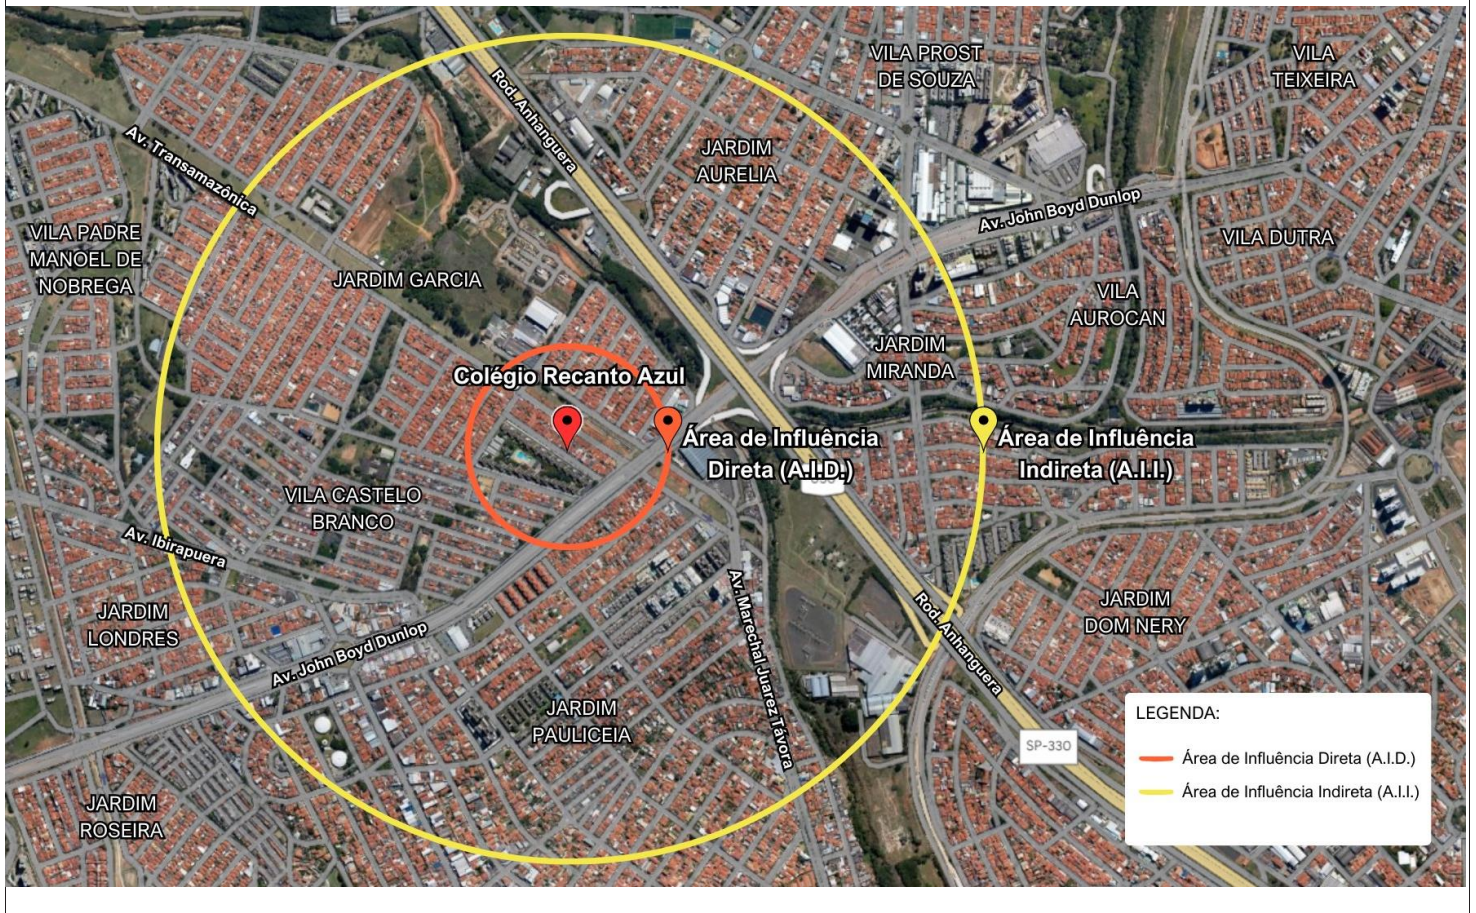 VILA PROST
DE SOUZA
VILA
TEIXEIRA
Rod. Anhanguera
Av. Transamazônica
JARDIM
AURELIA
Av. John Boyd Dunlop
VILA PADRE
MANOEL DE
NOBREGA
VILA DUTRA
JARDIM GARCIA
VILA
AUROCAN
JARDIM
MIRANDA
Colégio Recanto Azul
Área de Influência
Direta (A.I.D.)
Área de Influência
Indireta (A.I.I.)
VILA CASTELO
BRANCO
Av. Ibirapuera
JARDIM
LONDRES
Av. John Boyd Dunlop
Av. Marechal Juarez Távora
Rod. Anhanguera
JARDIM
DOM NERY
JARDIM
PAULICEIA
SP-330
JARDIM
ROSEIRA
LEGENDA:
Área de Influência Direta (A.I.D.)
Área de Influência Indireta (A.I.I.)